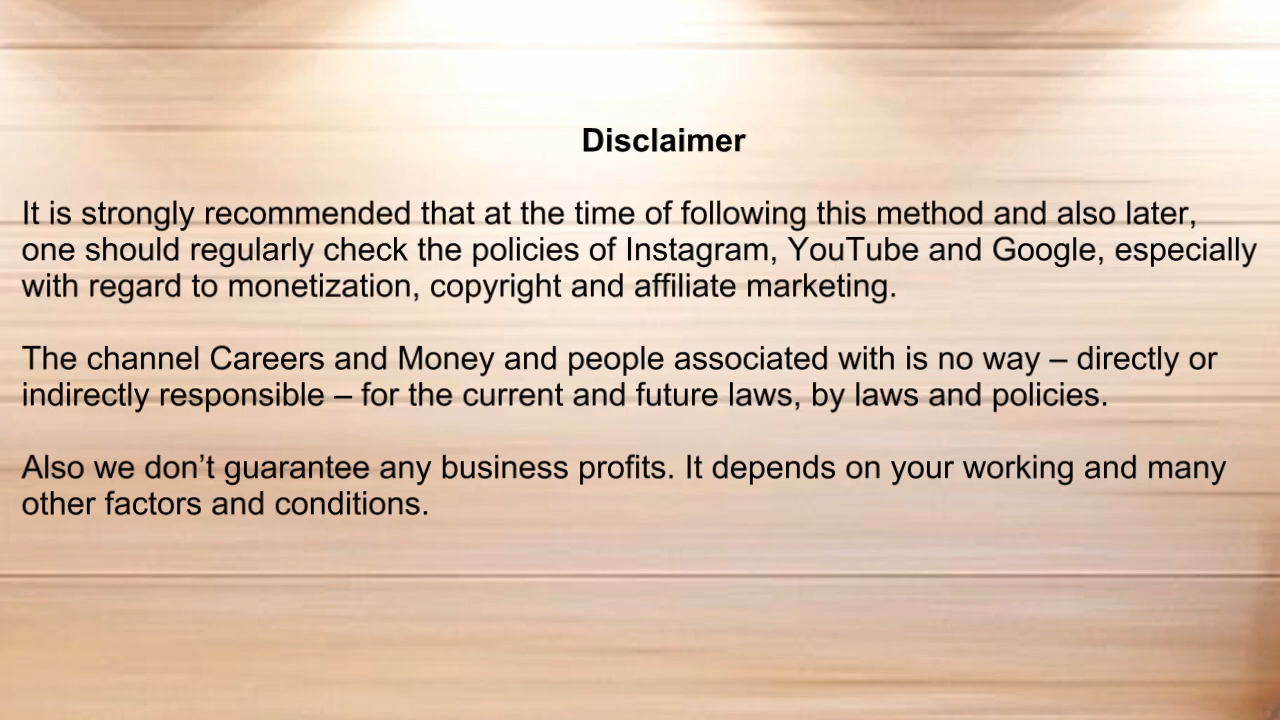 Disclaimer
It is strongly recommended that at the time of following this method and also later,
one should regularly check the policies of Instagram, YouTube and Google, especially
with regard to monetization, copyright and affiliate marketing.
The channel Careers and Money and people associated with is no way – directly or
indirectly responsible – for the current and future laws, by laws and policies.
Also we don’t guarantee any business profits. It depends on your working and many
other factors and conditions.